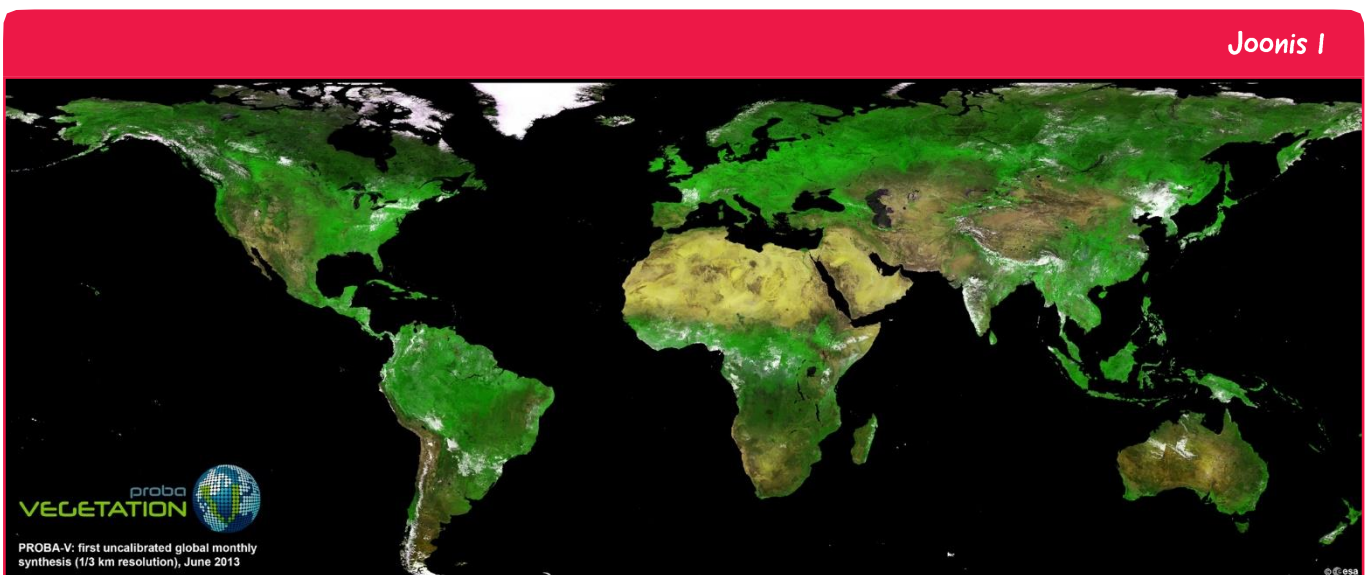 Joonis 1
proba
VEGETATION
PROBA-V: first uncalibrated global monthly
synthesis (1/3 km resolution), June 2013
© esa